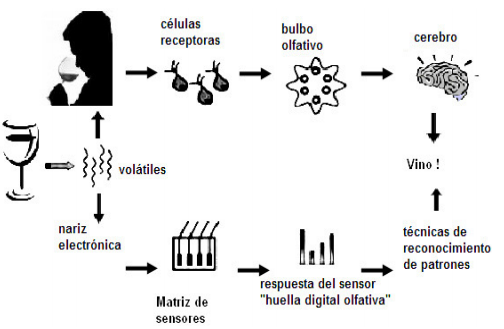 células
receptoras
bulbo
olfativo
cerebro
volátiles
Vino !
nariz
electrónica
Matriz de
sensores
respuesta del sensor
"huella digital olfativa"
técnicas de
reconocimiento
de patrones